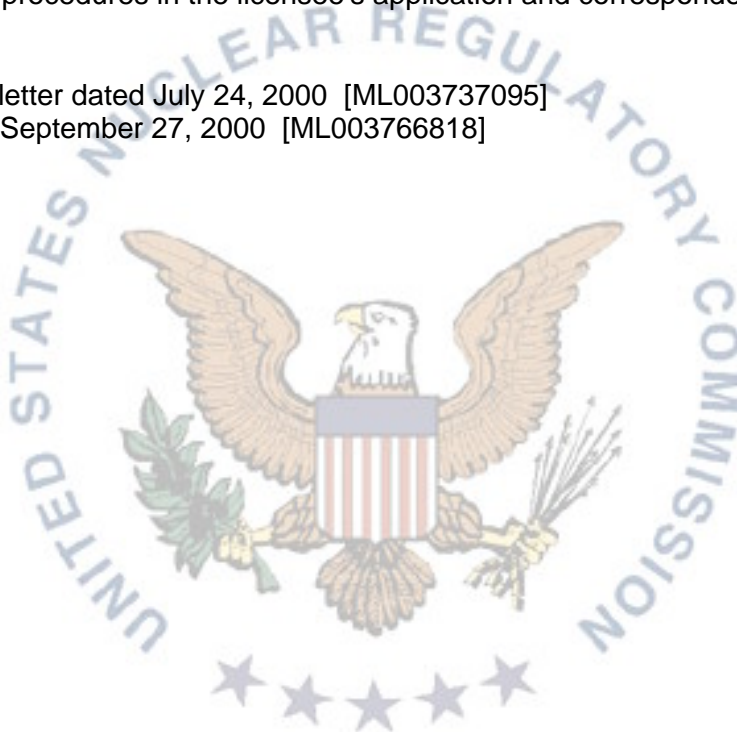 procedures in the licensee's application and
letter dated July 24, 2000 [ML003737095]
September 27, 2000 [ML003766818]
UNITED STATES NUCLEAR REGULATORY COMMISSION